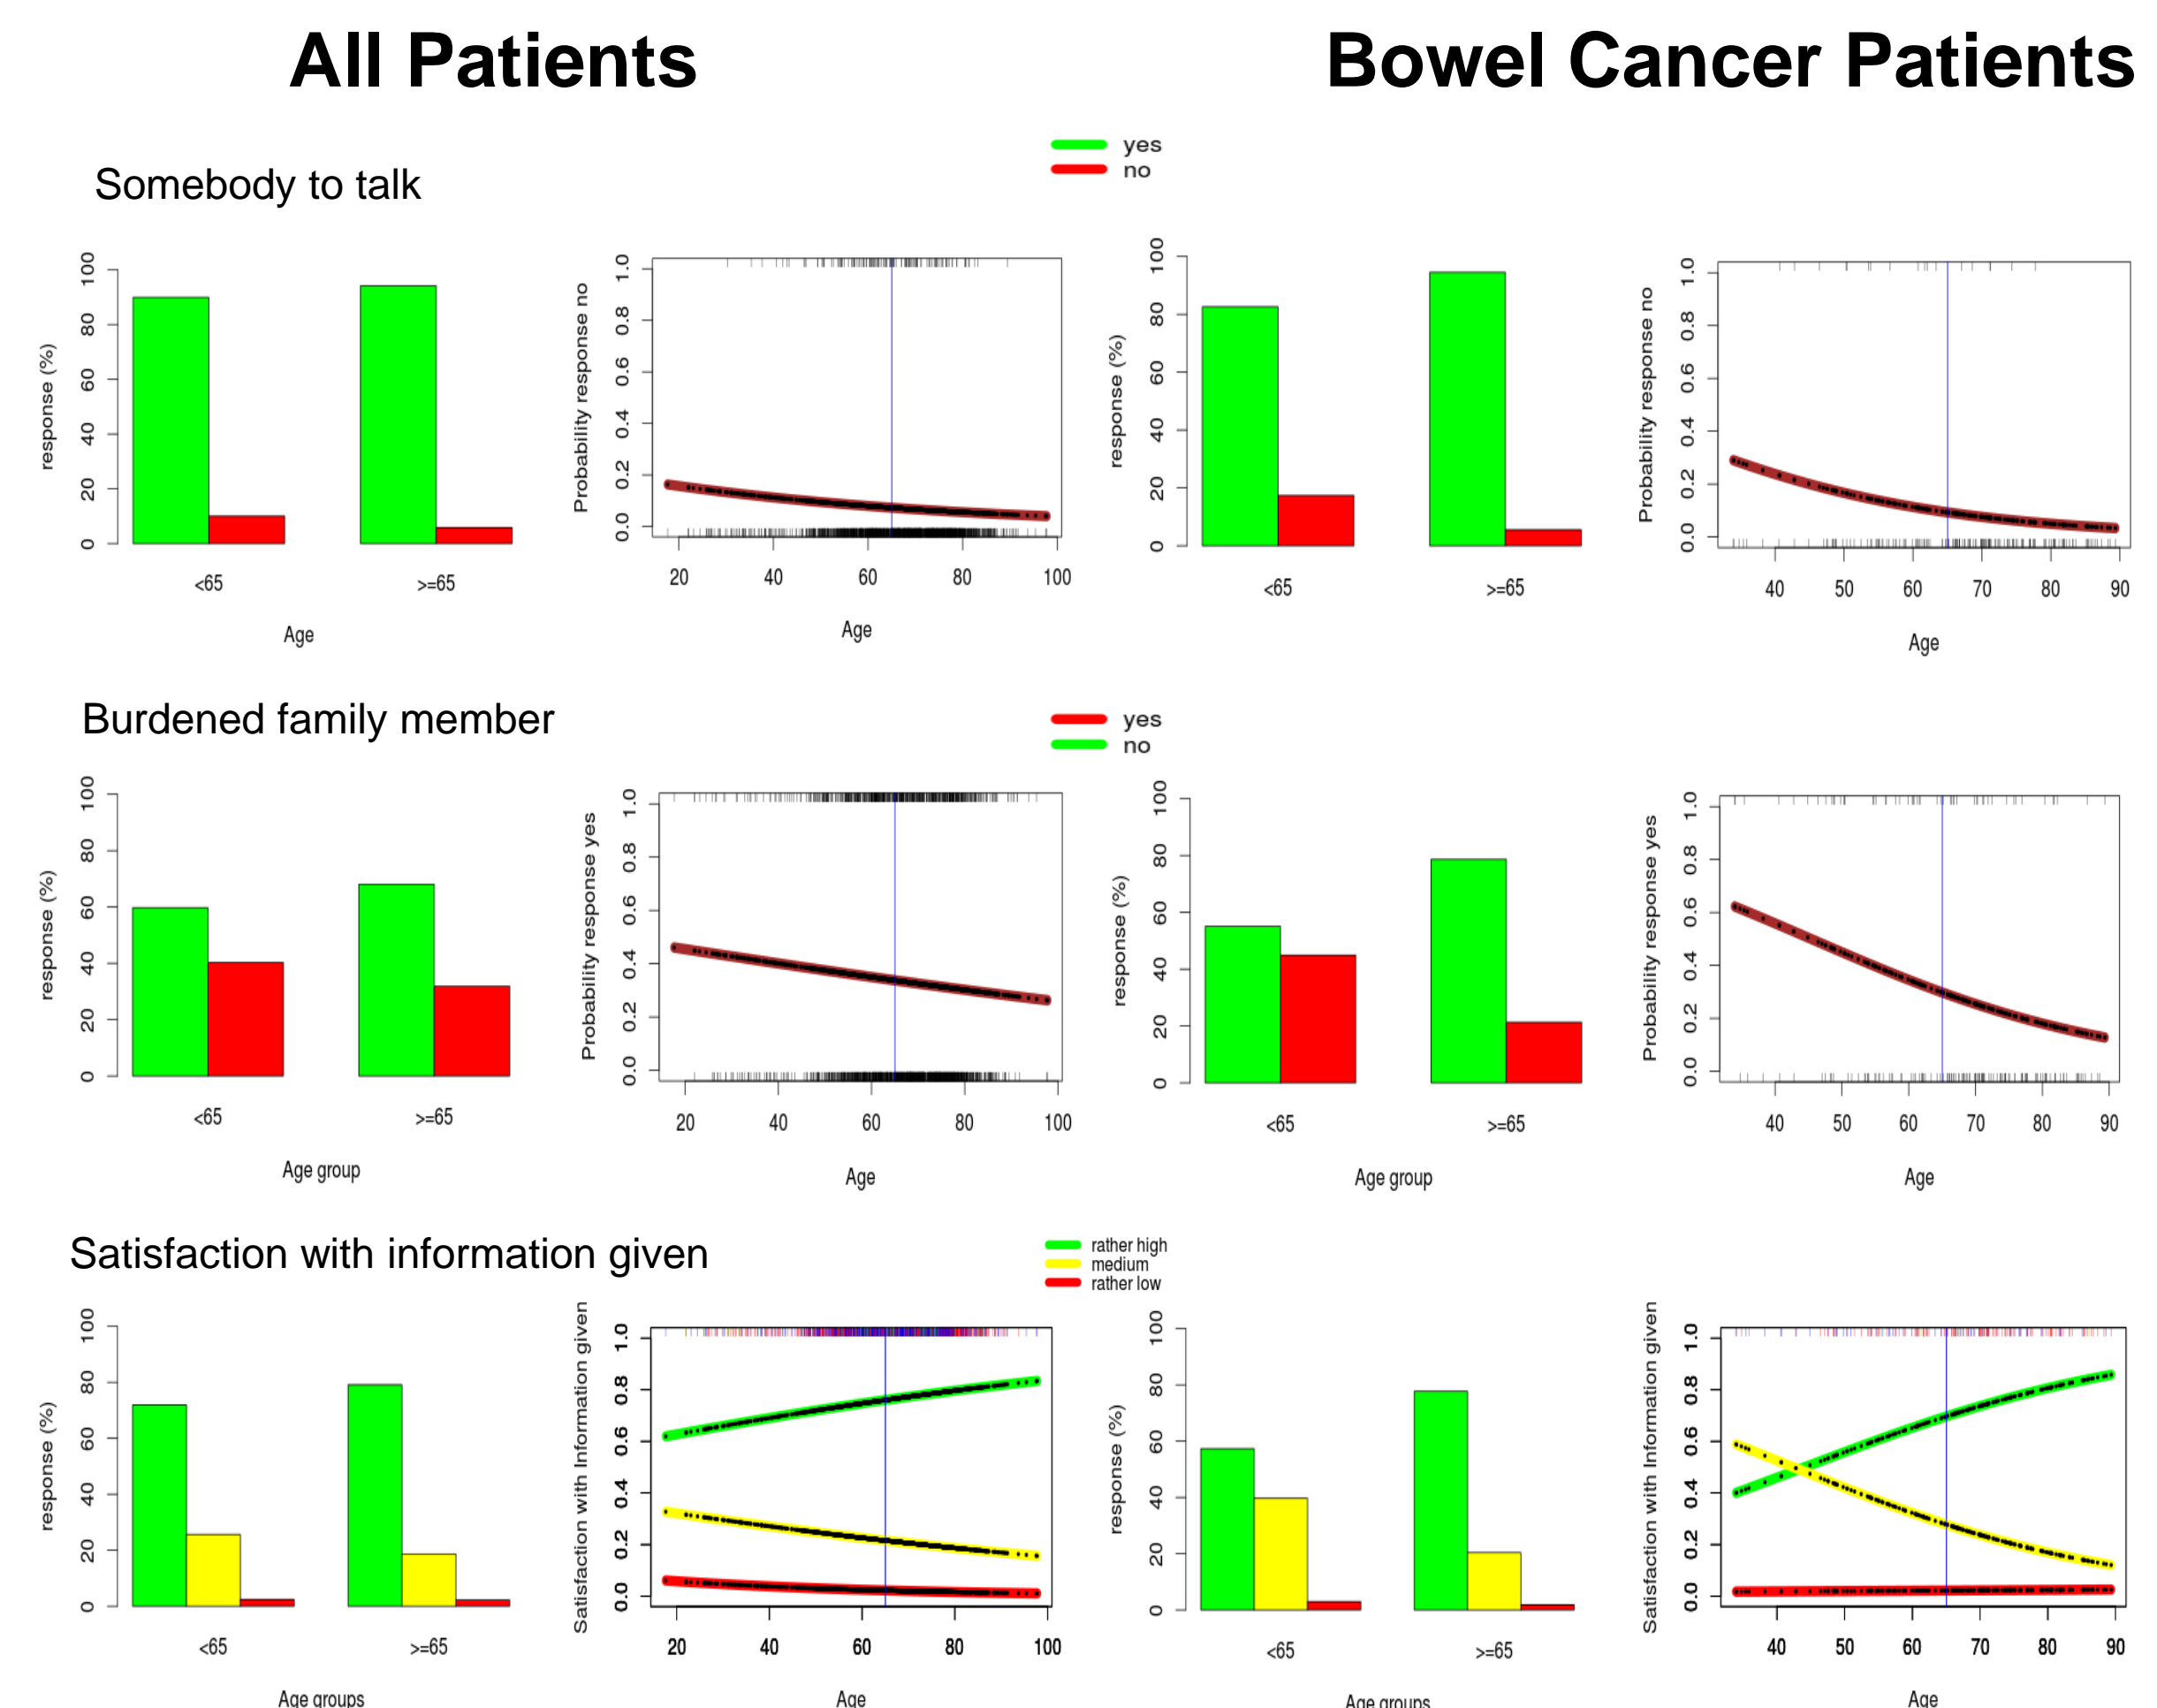 All Patients
Bowel Cancer Patients
yes
no
Somebody to talk
response (%)
0 20 40 60 80 100
<65 >=65
Age
Probability response no
0.0 0.2 0.4 0.6 0.8 1.0
20 40 60 80 100
Age
response (%)
0 20 40 60 80 100
<65 >=65
Probability response no
0.0 0.2 0.4 0.6 0.8 1.0
40 50 60 70 80 90
Age
Burdened family member
yes
no
response (%)
0 20 40 60 80 100
<65 >=65
Age group
Probability response yes
0.0 0.2 0.4 0.6 0.8 1.0
20 40 60 80 100
Age
response (%)
0 20 40 60 80 100
<65 >=65
Age group
Probability response yes
0.0 0.2 0.4 0.6 0.8 1.0
40 50 60 70 80 90
Age
Satisfaction with information given
rather high
medium
rather low
response (%)
0 20 40 60 80 100
<65 >=65
Age groups
Satisfaction with Information given
0.0 0.2 0.4 0.6 0.8 1.0
20 40 60 80 100
Age
response (%)
0 20 40 60 80 100
<65 >=65
Age groups
Satisfaction with Information given
0.0 0.2 0.4 0.6 0.8 1.0
40 50 60 70 80 90
Age